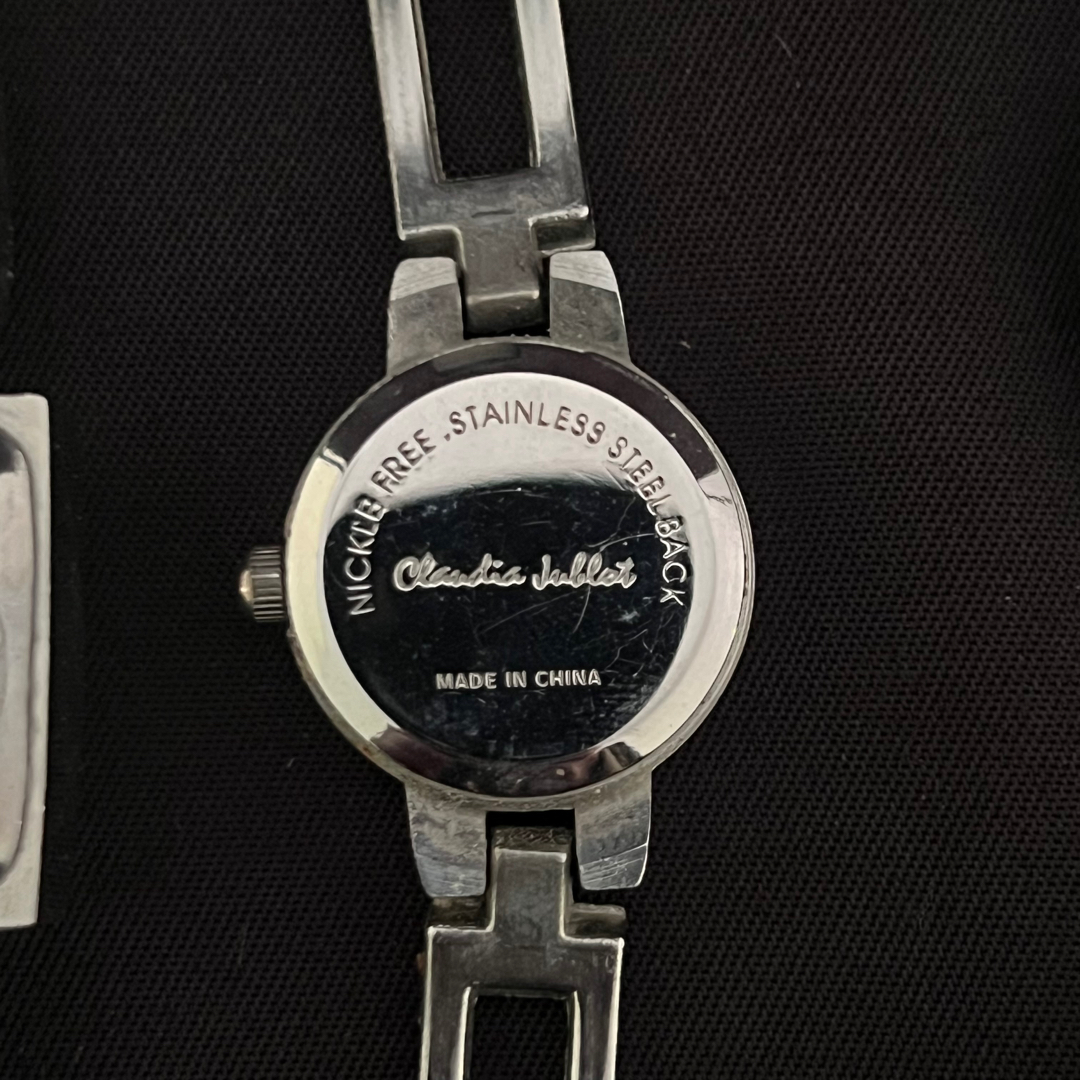 NICKLE FREE ,STAINLESS STEEL BACK
Claudia Jublot
MADE IN CHINA